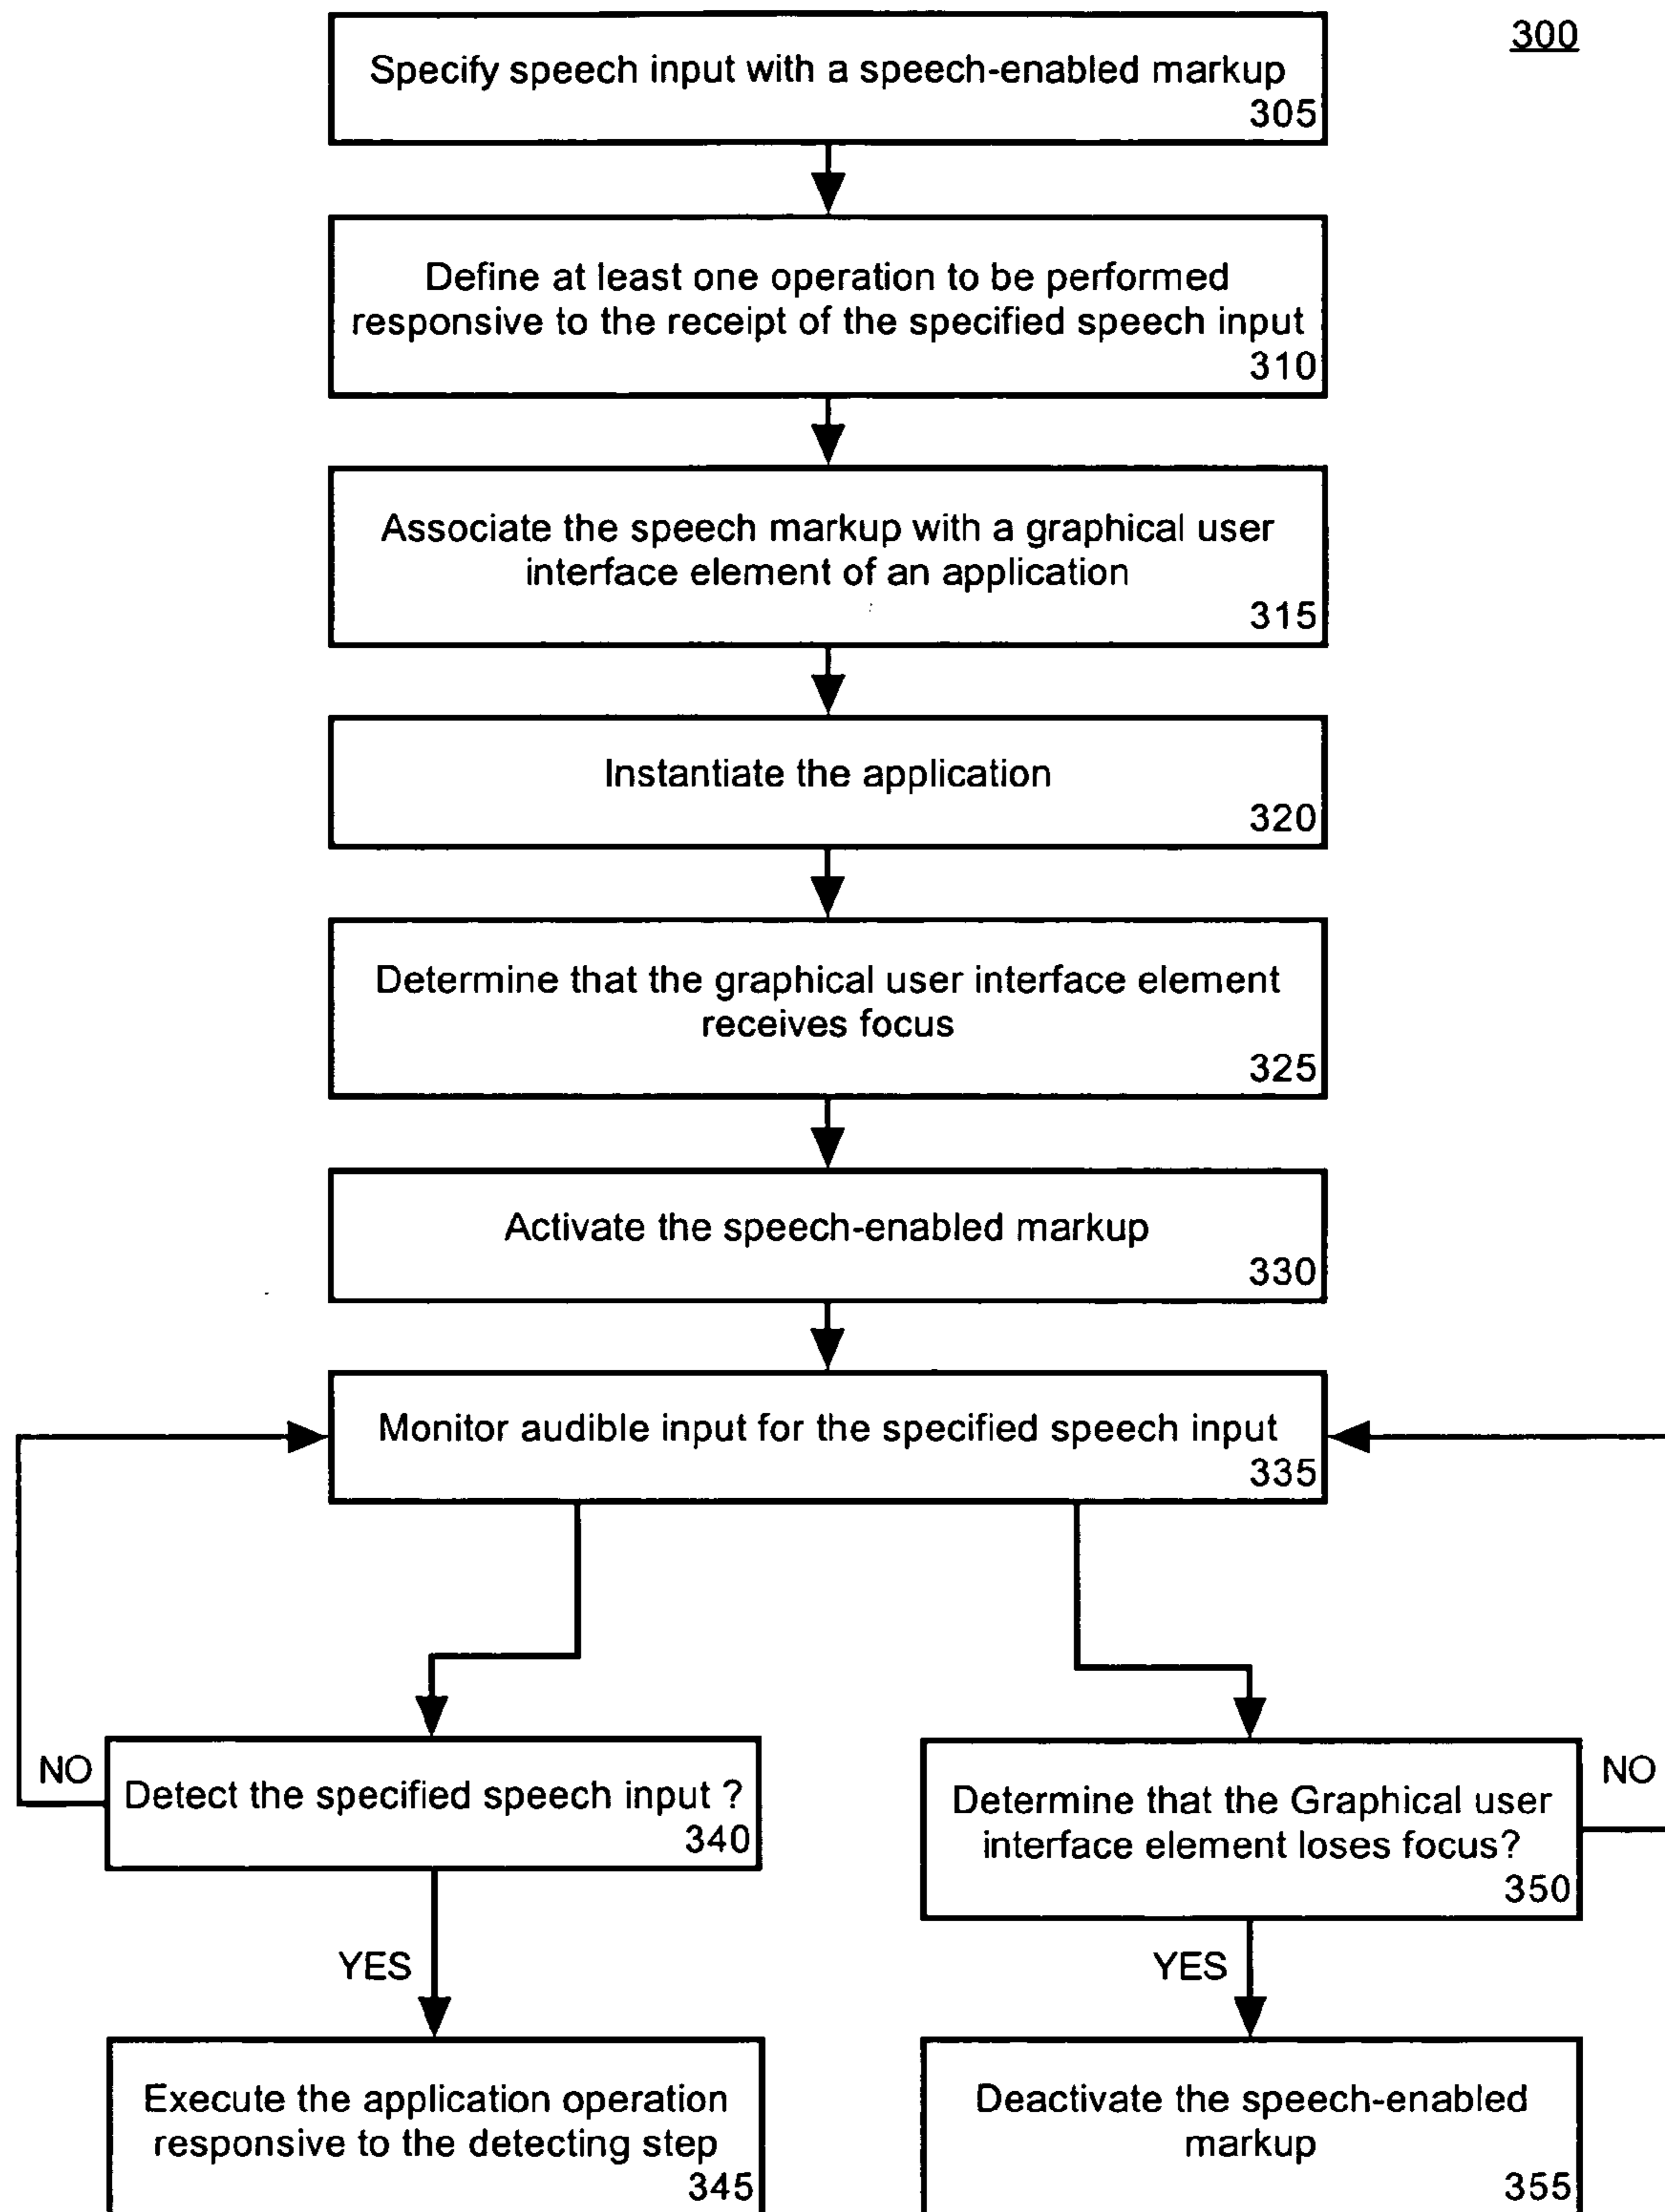 300
Specify speech input with a speech-enabled markup
305
Define at least one operation to be performed
responsive to the receipt of the specified speech input
310
Associate the speech markup with a graphical user
interface element of an application
315
Instantiate the application
320
Determine that the graphical user interface element
receives focus
325
Activate the speech-enabled markup
330
Monitor audible input for the specified speech input
335
NO
Detect the specified speech input ?
340
YES
Execute the application operation
responsive to the detecting step
345
NO
Determine that the Graphical user
interface element loses focus?
350
YES
Deactivate the speech-enabled
markup
355